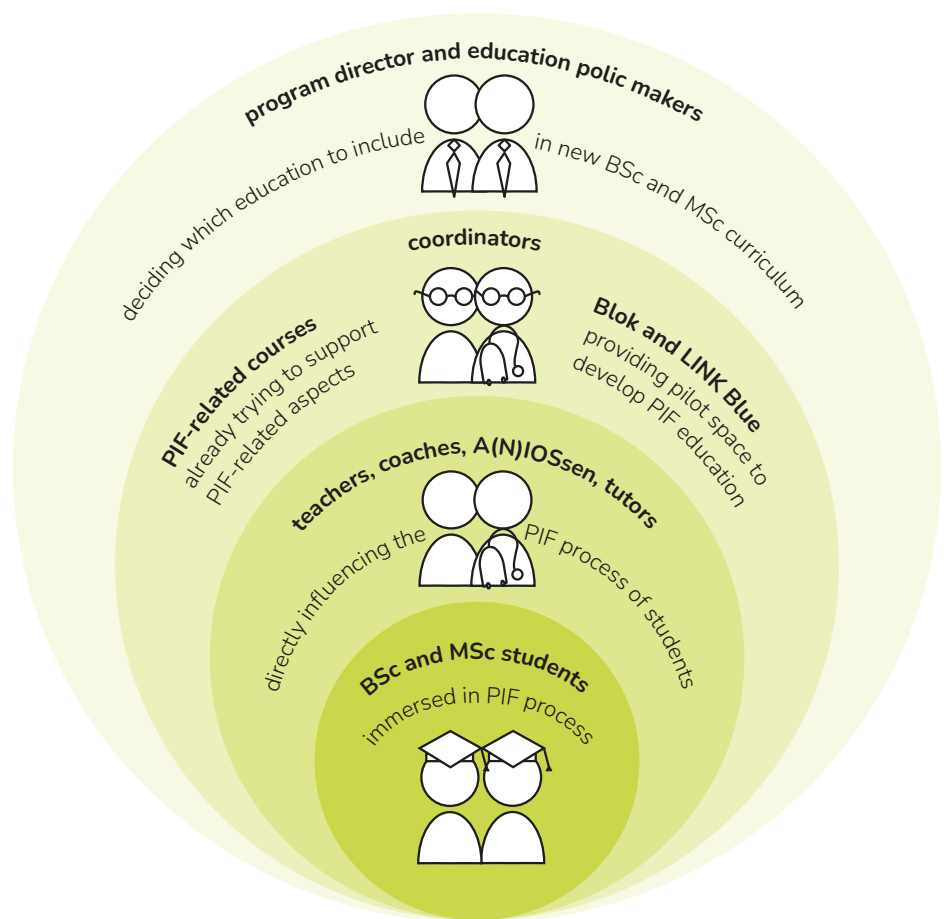 program director and education polic makers
deciding which education to include
in new BSc and MSc curriculum
coordinators
PIF-related courses
already trying to support
PIF-related aspects
Blok and LINK Blue
providing pilot space to
develop PIF education
teachers, coaches, A(N)IOSsen, tutors
directly influencing the
PIF process of students
BSc and MSc students
immersed in PIF process